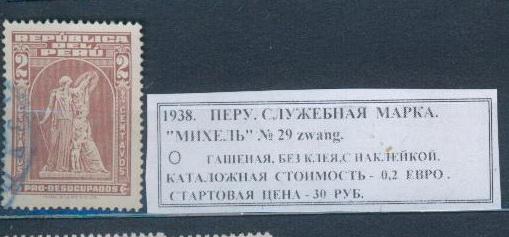 REPUBLICA
DEL
PERÚ
2 2
CENTAVOS
PRO-DESOCUPADOS
1938. ПЕРУ. СЛУЖЕБНАЯ МАРКА.
"МИХЕЛЬ" № 29 zwang.
О ГАШЕНАЯ, БЕЗ КЛЕЯ,С НАКЛЕЙКОЙ.
КАТАЛОЖНАЯ СТОИМОСТЬ - 0,2 ЕВРО .
СТАРТОВАЯ ЦЕНА - 30 РУБ.